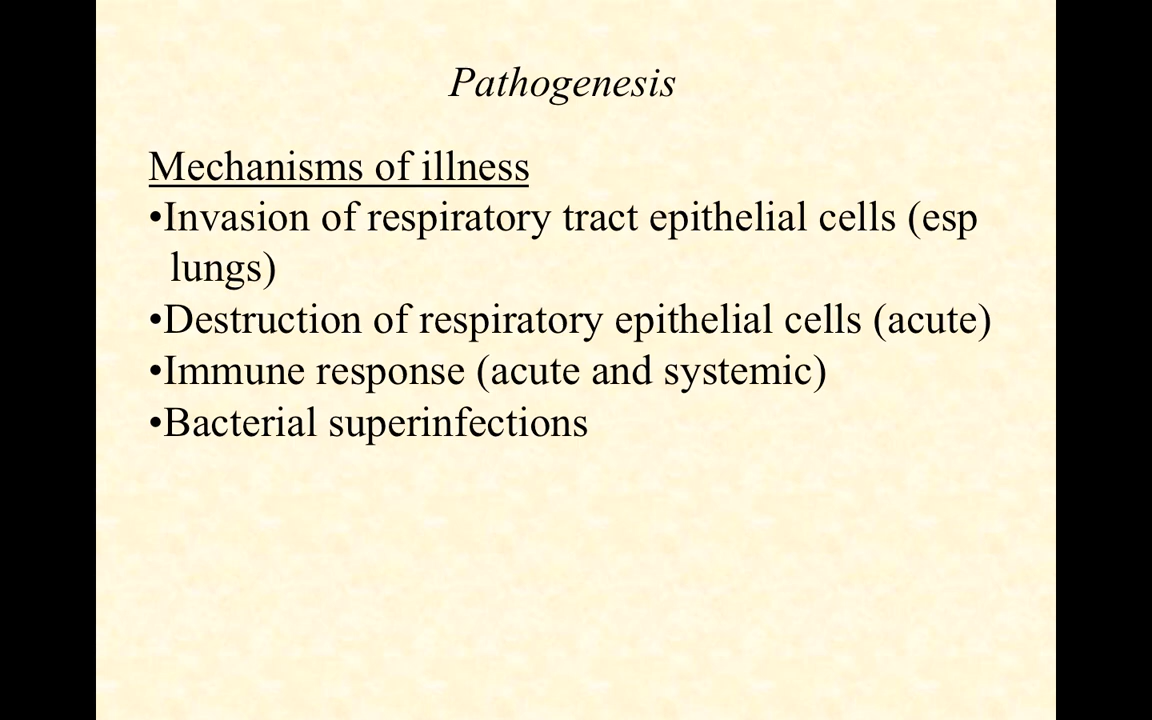 Pathogenesis
Mechanisms of illness
•Invasion of respiratory tract epithelial cells (esp
lungs)
•Destruction of respiratory epithelial cells (acute)
•Immune response (acute and systemic)
•Bacterial superinfections